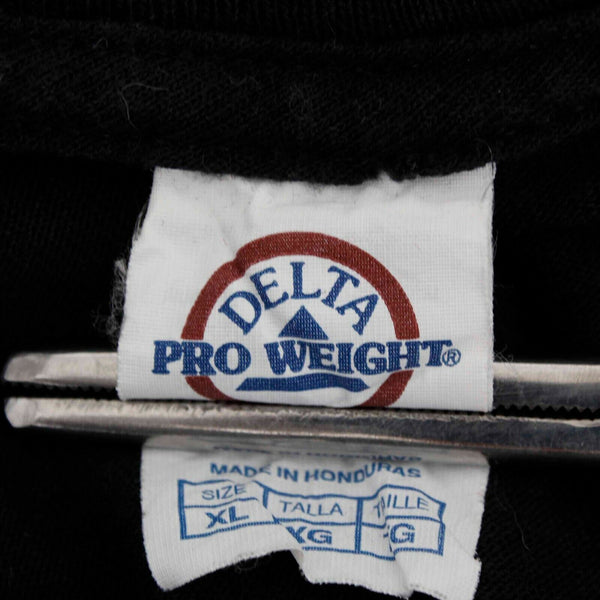 DELTA
PRO WEIGHT®
MADE IN HONDURAS
SIZE TALLA TAILLE
XL XG